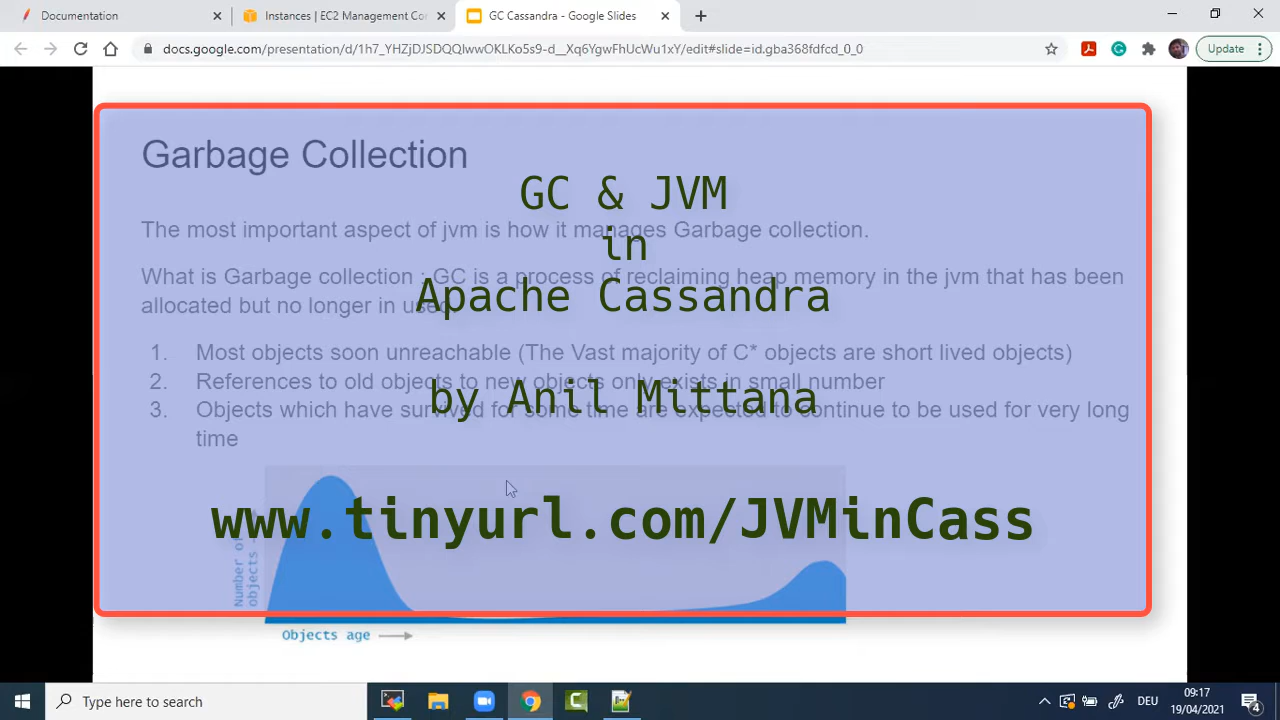 Documentation
Instances | EC2 Management Con
GC Cassandra - Google Slides
docs.google.com/presentation/d/1h7_YHZjDJSDQQIwwOKLKo5s9-d__Xq6YgwFhUcWu1xY/edit#slide=id.gba368fdfcd_0_0
Update
Garbage Collection
GC & JVM
The most important aspect of jvm is how it manages Garbage collection.
in
What is Garbage collection : GC is a process of reclaiming heap memory in the jvm that has been
allocated but no longer in used.
Apache Cassandra
1. Most objects soon unreachable (The Vast majority of C* objects are short lived objects)
2. References to old objects to new objects only exists in small number
by Anil Mittana
3. Objects which have survived for some time are expected to continue to be used for very long
time
www.tinyurl.com/JVMinCass
Number of
objects
Objects age
Type here to search
DEU
09:17
19/04/2021
4